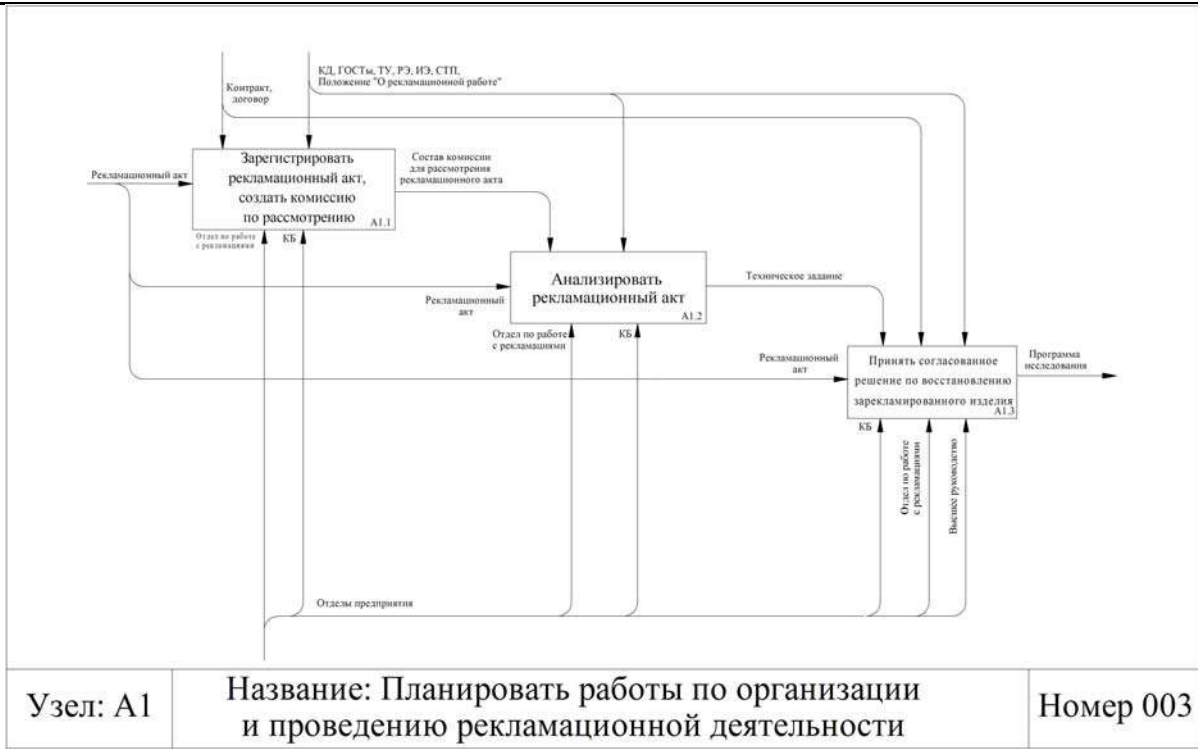 КД, ГОСТы, ТУ, РЭ, ИЭ, СТП,
Положение "О рекламационной работе"
Контракт,
договор
Рекламационный акт
Зарегистрировать
рекламационный акт,
создать комиссию
по рассмотрению
А1.1
Состав комиссии
для рассмотрения
рекламационного акта
Отдел по работе
с рекламациями
КБ
Анализировать
рекламационный акт
А1.2
Техническое задание
Рекламационный
акт
Отдел по работе
с рекламациями
КБ
Рекламационный
акт
Принять согласованное
решение по восстановлению
зарекламированного изделия
А1.3
Программа
исследования
КБ
Отдел по работе
с рекламациями
Высшее руководство
Отделы предприятия
Узел: А1
Название: Планировать работы по организации
и проведению рекламационной деятельности
Номер 003